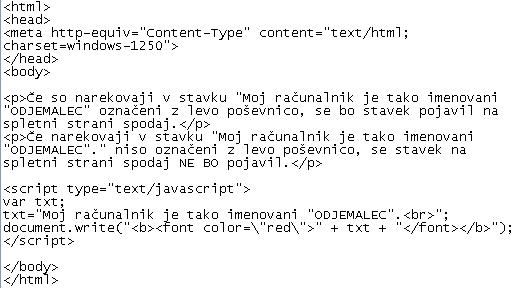 <html>
<head>
<meta http-equiv="Content-Type" content="text/html;
charset=windows-1250">
</head>
<body>
<p>Če so narekovaji v stavku "Moj računalnik je tako imenovani
"ODJEMALEC" označeni z levo poševnico, se bo stavek pojavil na
spletni strani spodaj.</p>
<p>Če narekovaji v stavku "Moj računalnik je tako imenovani
"ODJEMALEC"." niso označeni z levo poševnico, se stavek na
spletni strani spodaj NE BO pojavil.</p>
<script type="text/javascript">
var txt;
txt="Moj računalnik je tako imenovani "ODJEMALEC".<br>";
document.write("<b><font color=\"red\">" + txt + "</font></b>");
</script>
</body>
</html>